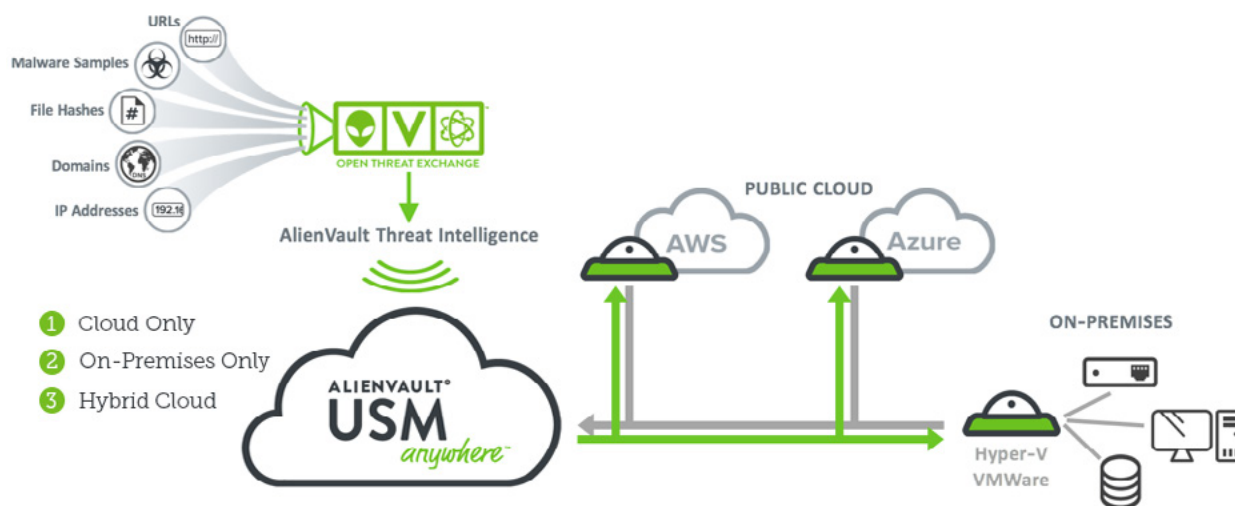 URLs
http://
Malware Samples
#
File Hashes
Domains
DNS
IP Addresses
192.16
V
OPEN THREAT EXCHANGE™
AlienVault Threat Intelligence
PUBLIC CLOUD
AWS
Azure
1 Cloud Only
2 On-Premises Only
3 Hybrid Cloud
ALIENVAULT®
USM
anywhere™
ON-PREMISES
Hyper-V
VMWare